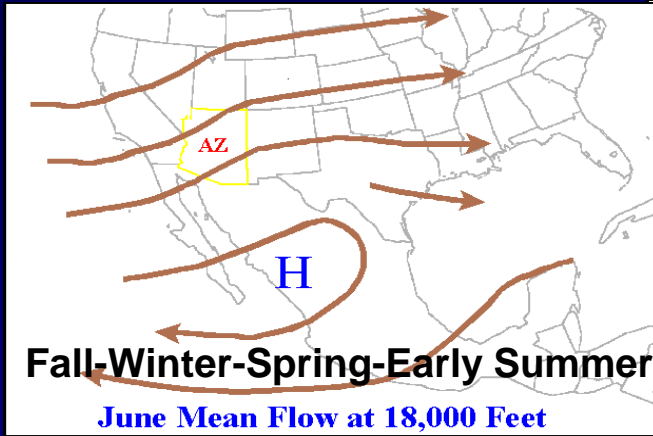 AZ
H
Fall-Winter-Spring-Early Summer
June Mean Flow at 18,000 Feet